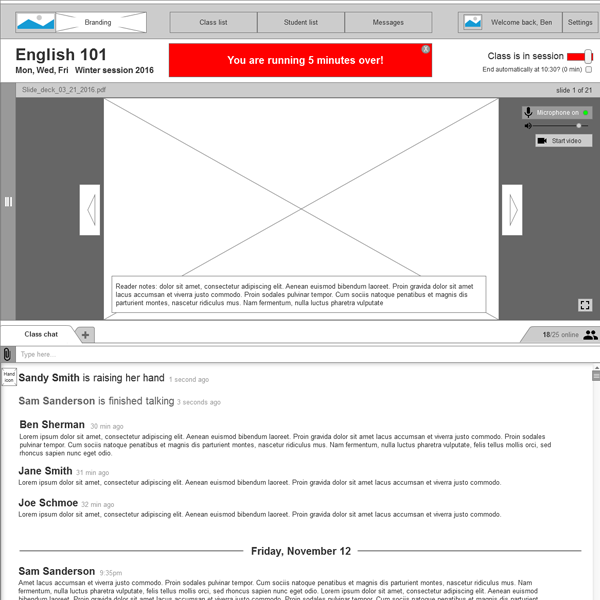 Branding
Class list
Student list
Messages
Welcome back, Ben
Settings
English 101
Mon, Wed, Fri Winter session 2016
You are running 5 minutes over!
X
Class is in session
End automatically at 10:30? (0 min)
Slide_deck_03_21_2016.pdf
slide 1 of 21
Microphone on
Start video
Reader notes: dolor sit amet, consectetur adipiscing elit. Aenean euismod bibendum laoreet. Proin gravida dolor sit amet
lacus accumsan et viverra justo commodo. Proin sodales pulvinar tempor. Cum sociis natoque penatibus et magnis dis
parturient montes, nascetur ridiculus mus. Nam fermentum, nulla luctus pharetra vulputate
Class chat
+
18/25 online
Type here...
Hand
icon
Sandy Smith is raising her hand 1 second ago
Sam Sanderson is finished talking 3 seconds ago
Ben Sherman 30 min ago
Lorem ipsum dolor sit amet, consectetur adipiscing elit. Aenean euismod bibendum laoreet. Proin gravida dolor sit amet lacus accumsan et viverra justo commodo. Proin sodales
pulvinar tempor. Cum sociis natoque penatibus et magnis dis parturient montes, nascetur ridiculus mus. Nam fermentum, nulla luctus pharetra vulputate, felis tellus mollis orci, sed
rhoncus sapien nunc eget odio.
Jane Smith 31 min ago
Lorem ipsum dolor sit amet, consectetur adipiscing elit. Aenean euismod bibendum laoreet. Proin gravida dolor sit amet lacus accumsan et viverra justo commodo.
Joe Schmoe 32 min ago
Lorem ipsum dolor sit amet, consectetur adipiscing elit. Aenean euismod bibendum laoreet. Proin gravida dolor sit amet lacus accumsan et viverra justo commodo.
Friday, November 12
Sam Sanderson 9:35pm
Amet lacus accumsan et viverra justo commodo. Proin sodales pulvinar tempor. Cum sociis natoque penatibus et magnis dis parturient montes, nascetur ridiculus mus. Nam
fermentum, nulla luctus pharetra vulputate, felis tellus mollis orci, sed rhoncus sapien nunc eget odio. Lorem ipsum dolor sit amet, consectetur adipiscing elit. Aenean euismod
bibendum laoreet. Proin gravida dolor sit amet lacus accumsan et viverra justo commodo. Proin sodales pulvinar tempor. Cum sociis natoque penatibus et magnis dis